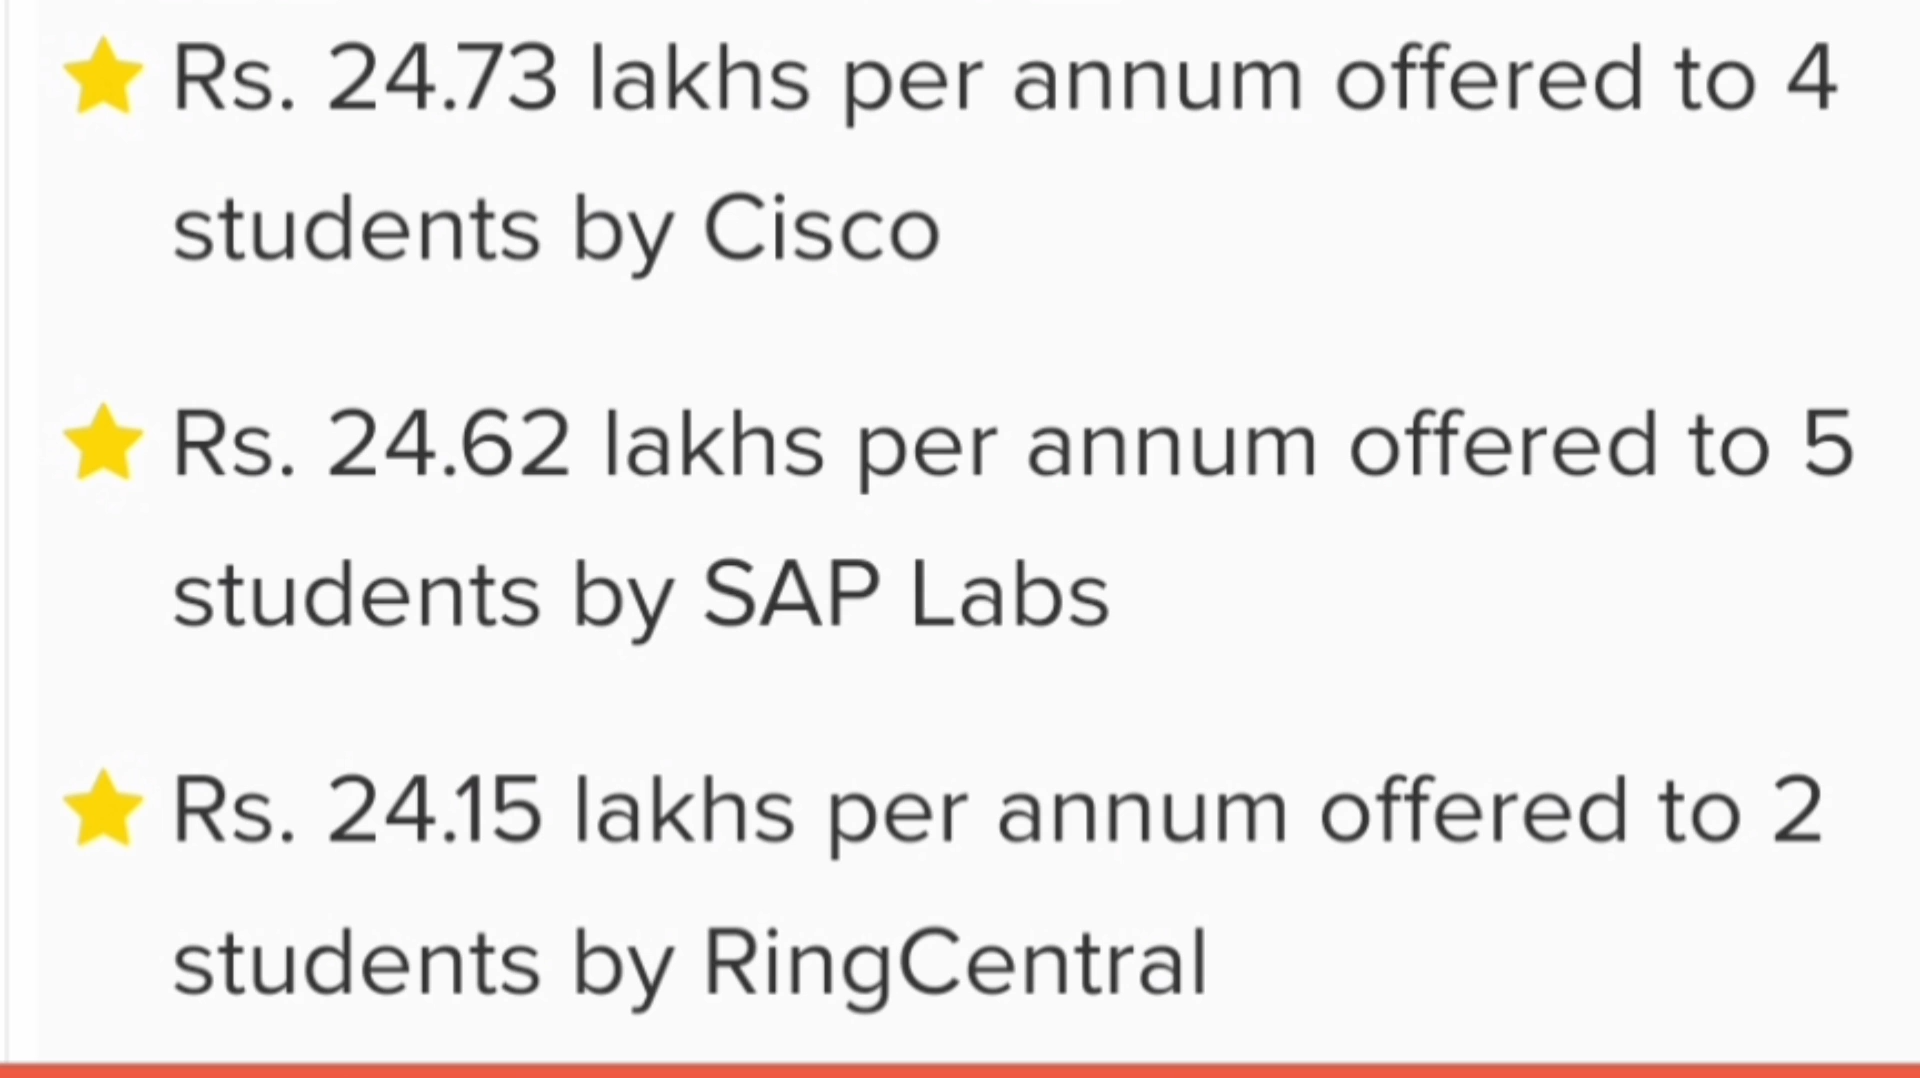 Rs. 24.73 lakhs per annum offered to 4
students by Cisco
Rs. 24.62 lakhs per annum offered to 5
students by SAP Labs
Rs. 24.15 lakhs per annum offered to 2
students by RingCentral